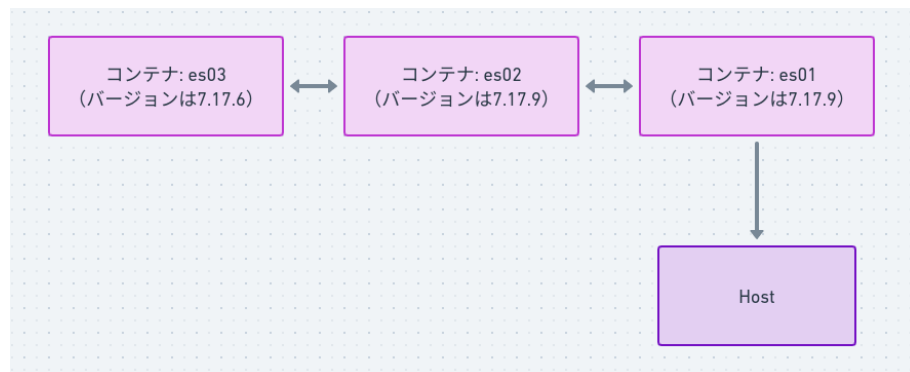 コンテナ: es03
（バージョンは7.17.6）
コンテナ: es02
（バージョンは7.17.9）
コンテナ: es01
（バージョンは7.17.9）
Host